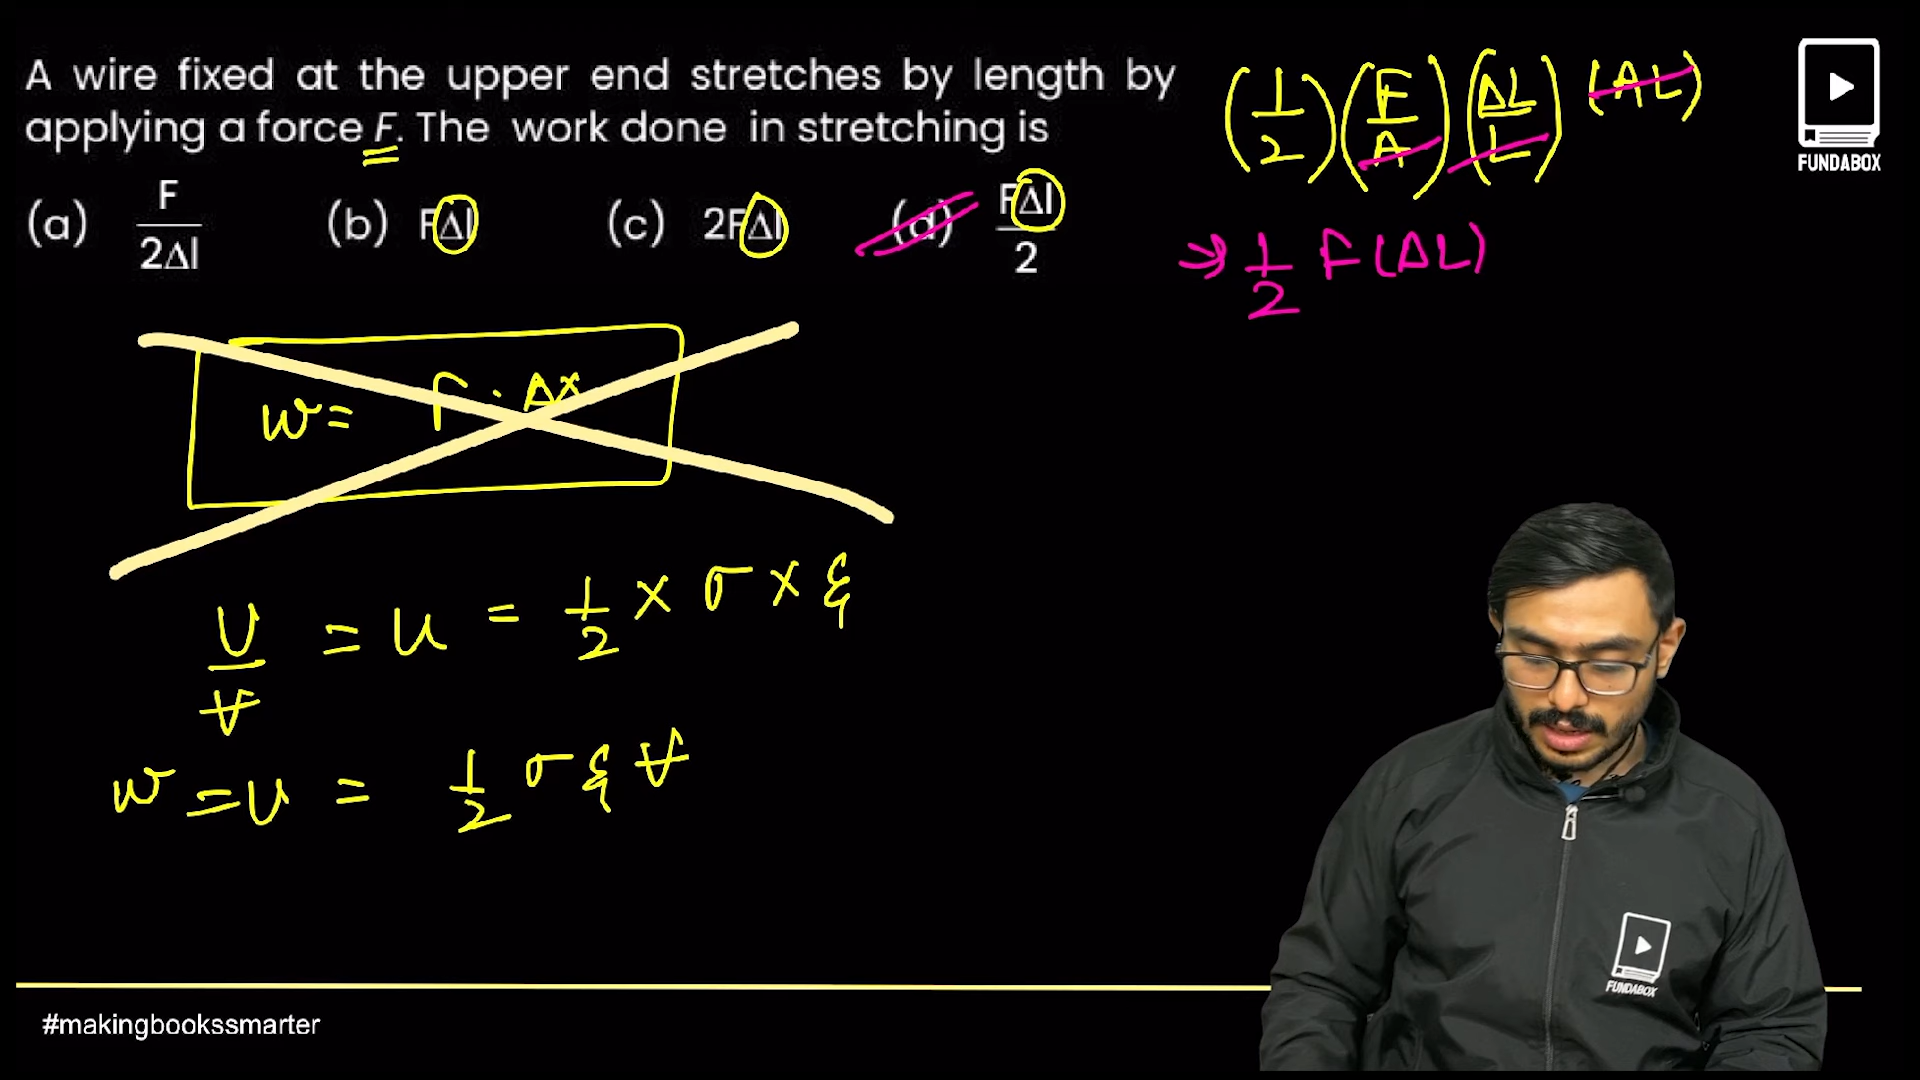 A wire fixed at the upper end stretches by length by
applying a force F. The work done in stretching is
(a) F/2Δl (b) FΔl (c) 2FΔl (d) FΔl/2
(1/2)(F/A)(ΔL/L)(AL)
⇒ 1/2 F(ΔL)
FUNDABOX
W = F · Δx
U/V = u = 1/2 × σ × ξ
W = U = 1/2 σ ξ V
FUNDABOX
#makingbookssmarter